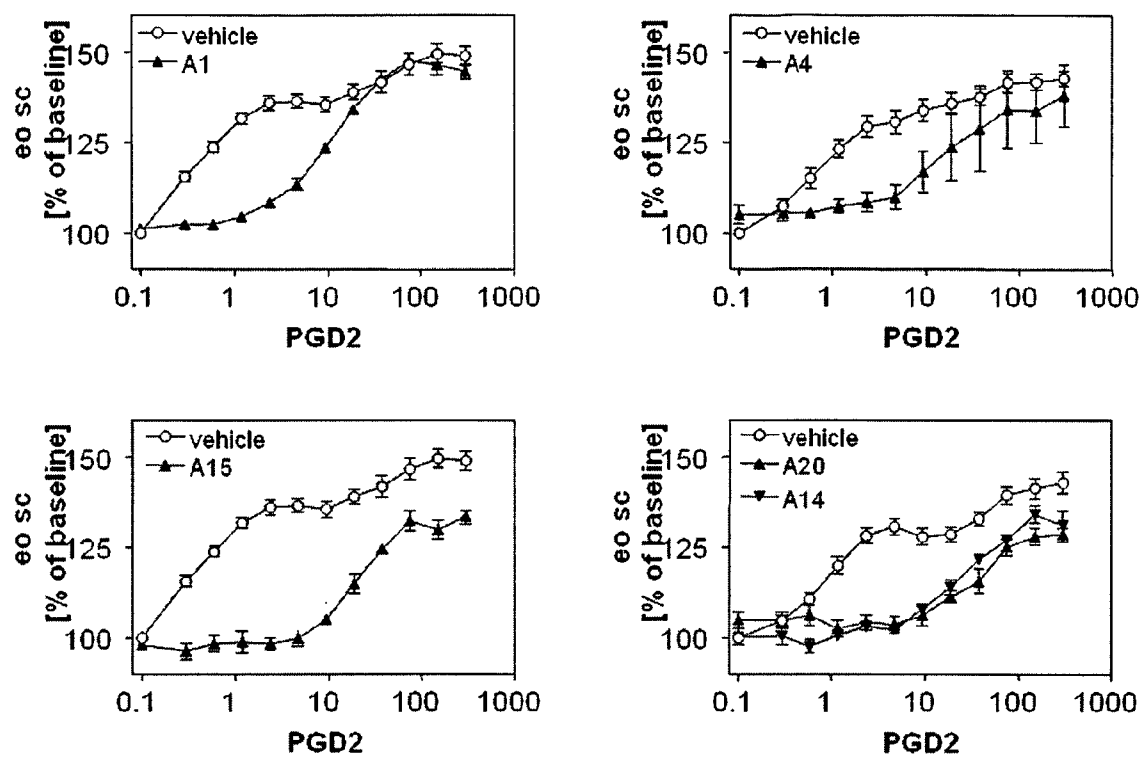 vehicle
A1
eo sc
[% of baseline]
150
125
100
0.1 1 10 100 1000
PGD2
vehicle
A4
eo sc
[% of baseline]
150
125
100
0.1 1 10 100 1000
PGD2
vehicle
A15
eo sc
[% of baseline]
150
125
100
0.1 1 10 100 1000
PGD2
vehicle
A20
A14
eo sc
[% of baseline]
150
125
100
0.1 1 10 100 1000
PGD2